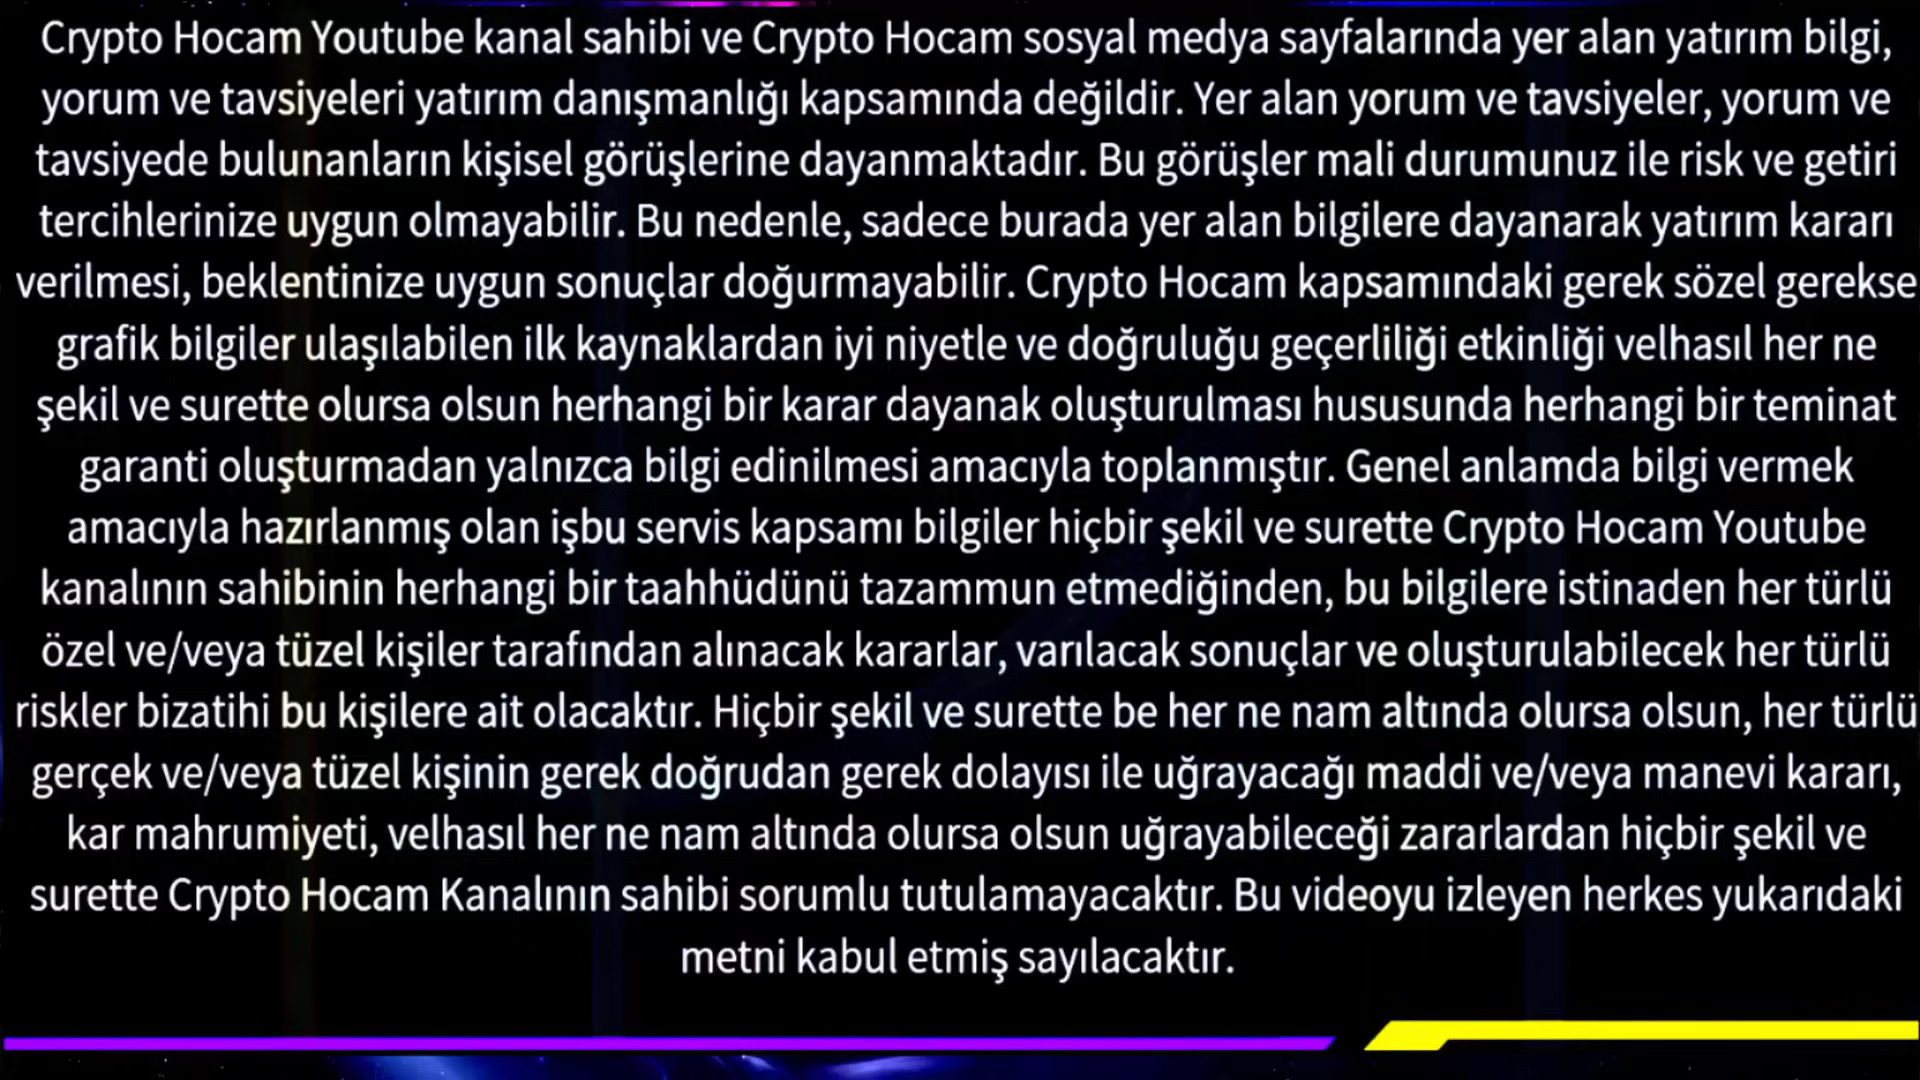 Crypto Hocam Youtube kanal sahibi ve Crypto Hocam sosyal medya sayfalarında yer alan yatırım bilgi,
yorum ve tavsiyeleri yatırım danışmanlığı kapsamında değildir. Yer alan yorum ve tavsiyeler, yorum ve
tavsiyede bulunanların kişisel görüşlerine dayanmaktadır. Bu görüşler mali durumunuz ile risk ve getiri
tercihlerinize uygun olmayabilir. Bu nedenle, sadece burada yer alan bilgilere dayanarak yatırım kararı
verilmesi, beklentinize uygun sonuçlar doğurmayabilir. Crypto Hocam kapsamındaki gerek sözel gerekse
grafik bilgiler ulaşılabilen ilk kaynaklardan iyi niyetle ve doğruluğu geçerliliği etkinliği velhasıl her ne
şekil ve surette olursa olsun herhangi bir karar dayanak oluşturulması hususunda herhangi bir teminat
garanti oluşturmadan yalnızca bilgi edinilmesi amacıyla toplanmıştır. Genel anlamda bilgi vermek
amacıyla hazırlanmış olan işbu servis kapsamı bilgiler hiçbir şekil ve surette Crypto Hocam Youtube
kanalının sahibinin herhangi bir taahhüdünü tazammun etmediğinden, bu bilgilere istinaden her türlü
özel ve/veya tüzel kişiler tarafından alınacak kararlar, varılacak sonuçlar ve oluşturulabilecek her türlü
riskler bizatihi bu kişilere ait olacaktır. Hiçbir şekil ve surette be her ne nam altında olursa olsun, her türlü
gerçek ve/veya tüzel kişinin gerek doğrudan gerek dolayısı ile uğrayacağı maddi ve/veya manevi kararı,
kar mahrumiyeti, velhasıl her ne nam altında olursa olsun uğrayabileceği zararlardan hiçbir şekil ve
surette Crypto Hocam Kanalının sahibi sorumlu tutulamayacaktır. Bu videoyu izleyen herkes yukarıdaki
metni kabul etmiş sayılacaktır.